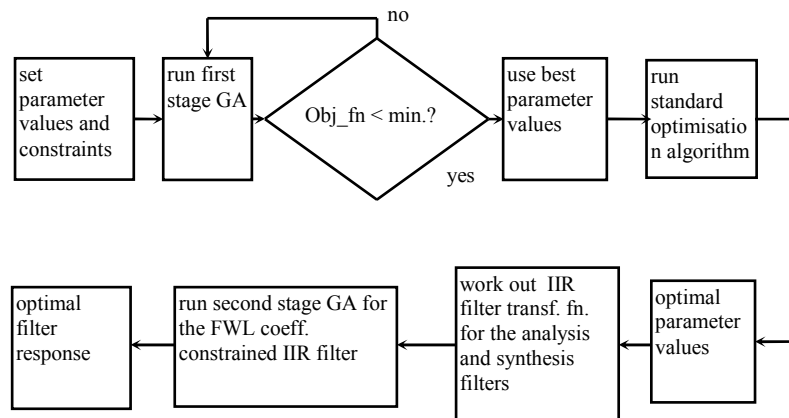 no
set
parameter
values and
constraints
run first
stage GA
Obj_fn < min.?
yes
use best
parameter
values
run
standard
optimisatio
n algorithm
optimal
filter
response
run second stage GA for
the FWL coeff.
constrained IIR filter
work out IIR
filter transf. fn.
for the analysis
and synthesis
filters
optimal
parameter
values